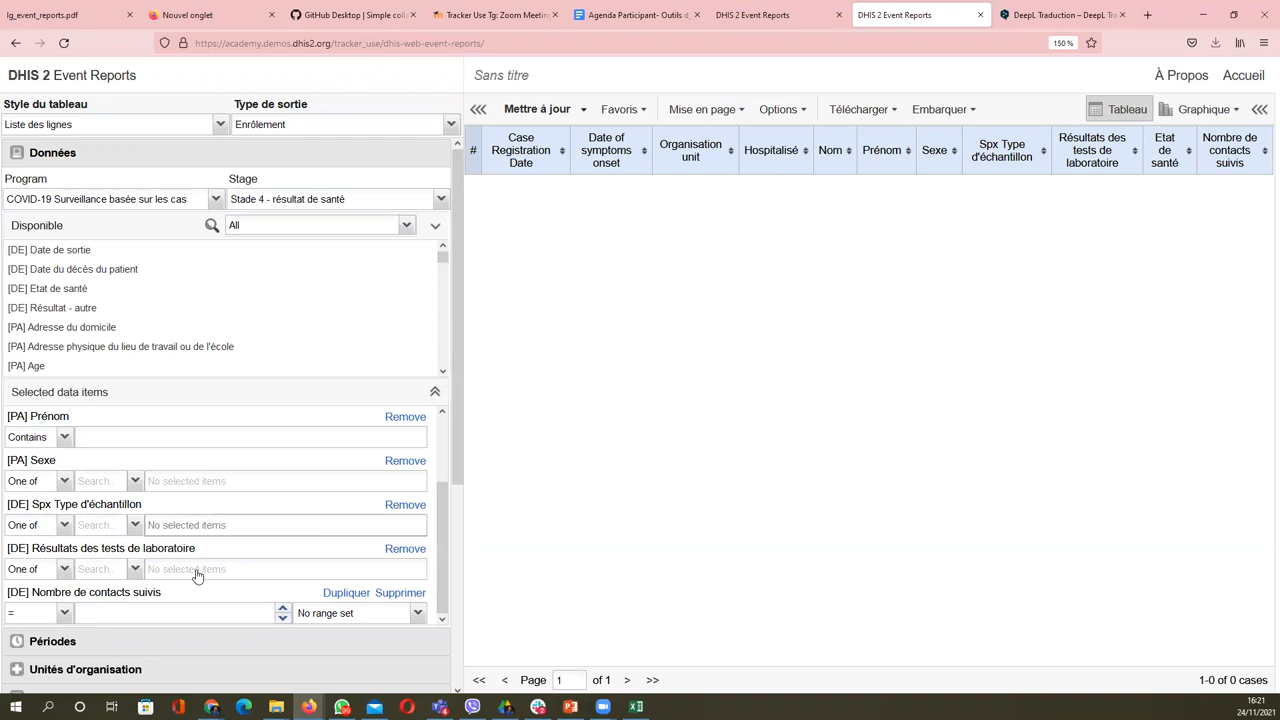 lg_event_reports.pdf
Nouvel onglet
GitHub Desktop | Simple colla
Tracker Use Tg: Zoom Meetin
Agenda Participant- Outils d
DHIS 2 Event Reports
DHIS 2 Event Reports
DeepL Traduction – DeepL Tra
https://academy.demos.dhis2.org/tracker_use/dhis-web-event-reports/
150 %
DHIS 2 Event Reports
Sans titre
À Propos
Accueil
Style du tableau
Type de sortie
Liste des lignes
Enrôlement
Mettre à jour
Favoris
Mise en page
Options
Télécharger
Embarquer
Tableau
Graphique
Données
#
Case Registration Date
Date of symptoms onset
Organisation unit
Hospitalisé
Nom
Prénom
Sexe
Spx Type d'échantillon
Résultats des tests de laboratoire
Etat de santé
Nombre de contacts suivis
Program
Stage
COVID-19 Surveillance basée sur les cas
Stade 4 - résultat de santé
Disponible
All
[DE] Date de sortie
[DE] Date du décès du patient
[DE] Etat de santé
[DE] Résultat - autre
[PA] Adresse du domicile
[PA] Adresse physique du lieu de travail ou de l'école
[PA] Age
Selected data items
[PA] Prénom
Remove
Contains
[PA] Sexe
Remove
One of
Search..
No selected items
[DE] Spx Type d'échantillon
Remove
One of
Search..
No selected items
[DE] Résultats des tests de laboratoire
Remove
One of
Search..
No selected items
[DE] Nombre de contacts suivis
Dupliquer
Supprimer
=
No range set
Périodes
Unités d'organisation
<<
<
Page
1
of 1
>
>>
1-0 of 0 cases
99
16:21
24/11/2021